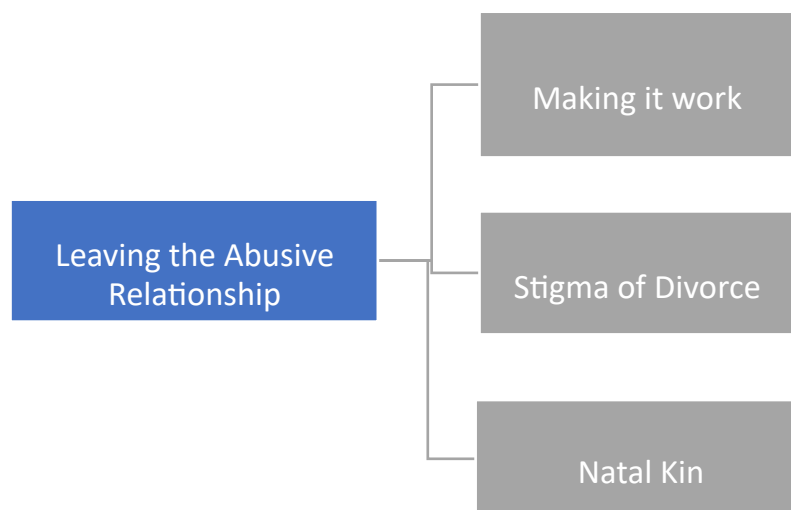 Making it work
Leaving the Abusive
Relationship
Stigma of Divorce
Natal Kin